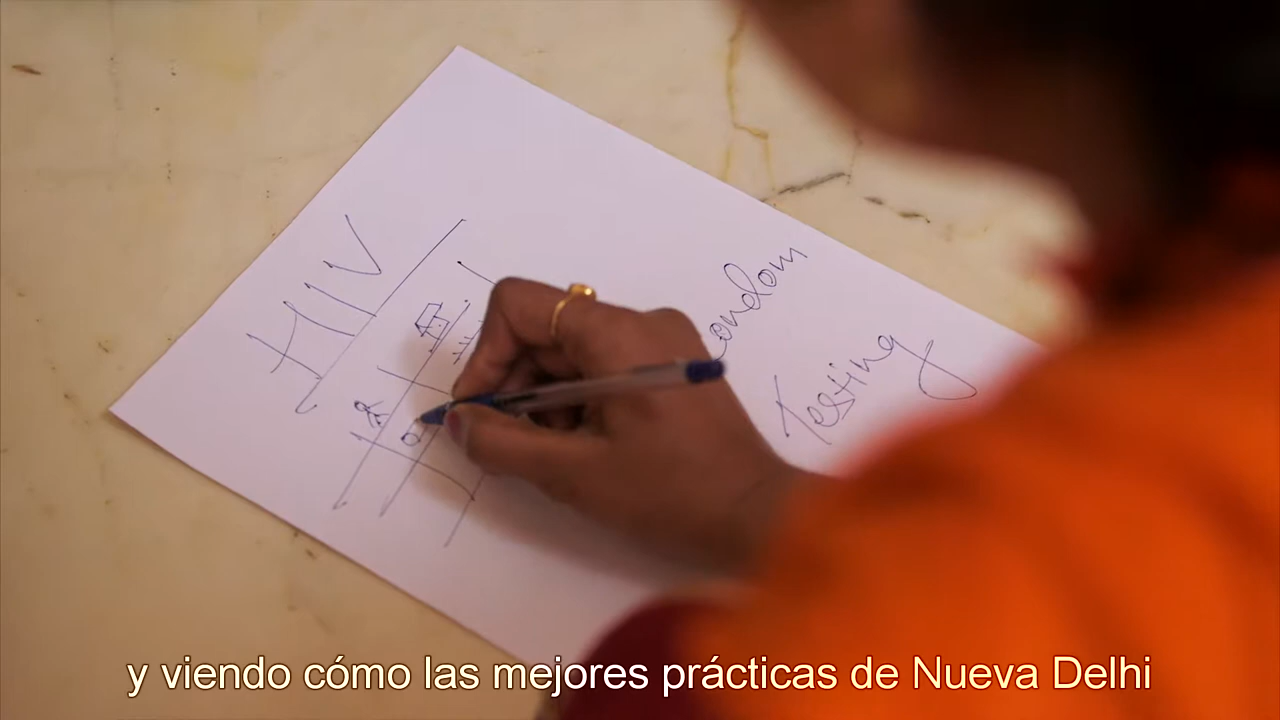 HIV
Condom
Testing
y viendo cómo las mejores prácticas de Nueva Delhi